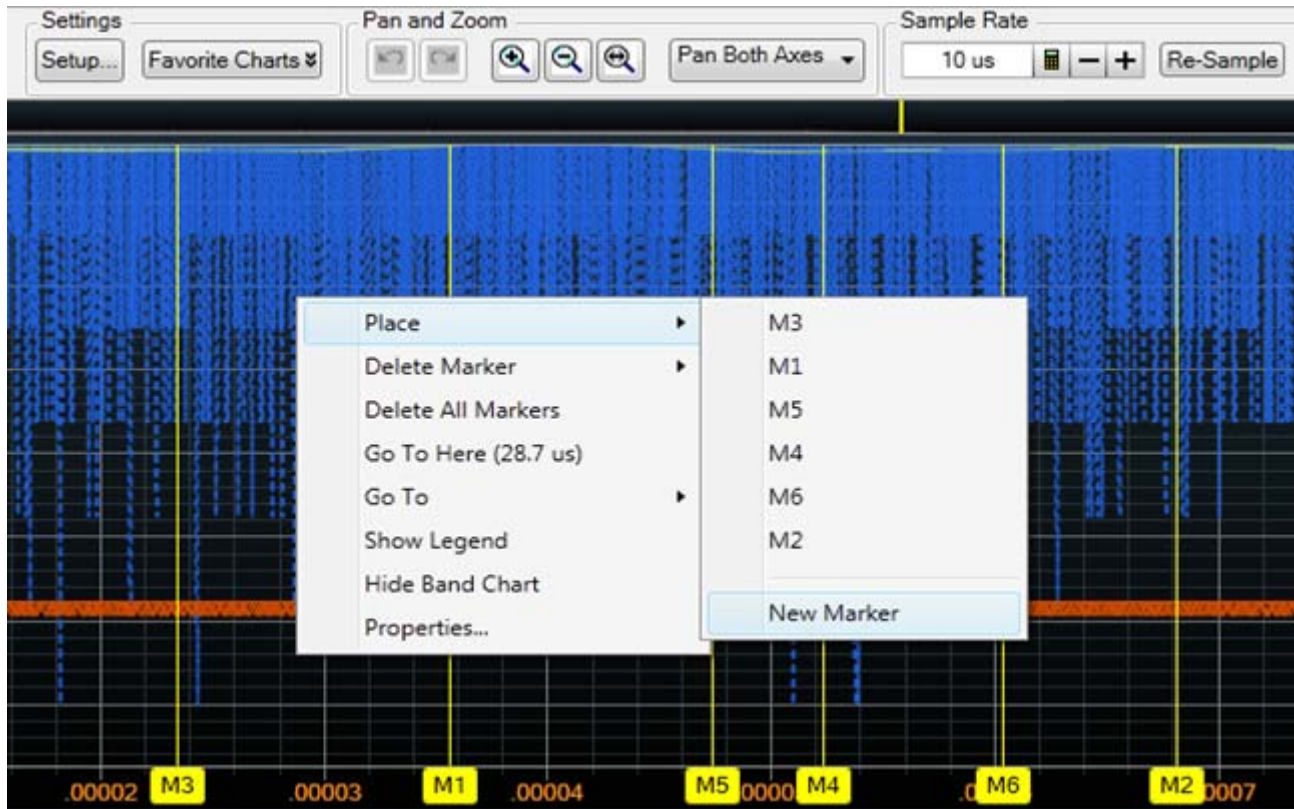 Settings
Pan and Zoom
Sample Rate
Setup...
Favorite Charts
Pan Both Axes
10 us
Re-Sample
Place
Delete Marker
Delete All Markers
Go To Here (28.7 us)
Go To
Show Legend
Hide Band Chart
Properties...
M3
M1
M5
M4
M6
M2
New Marker
.00002 M3 .00003 M1 .00004 M5 M4 M6 M2